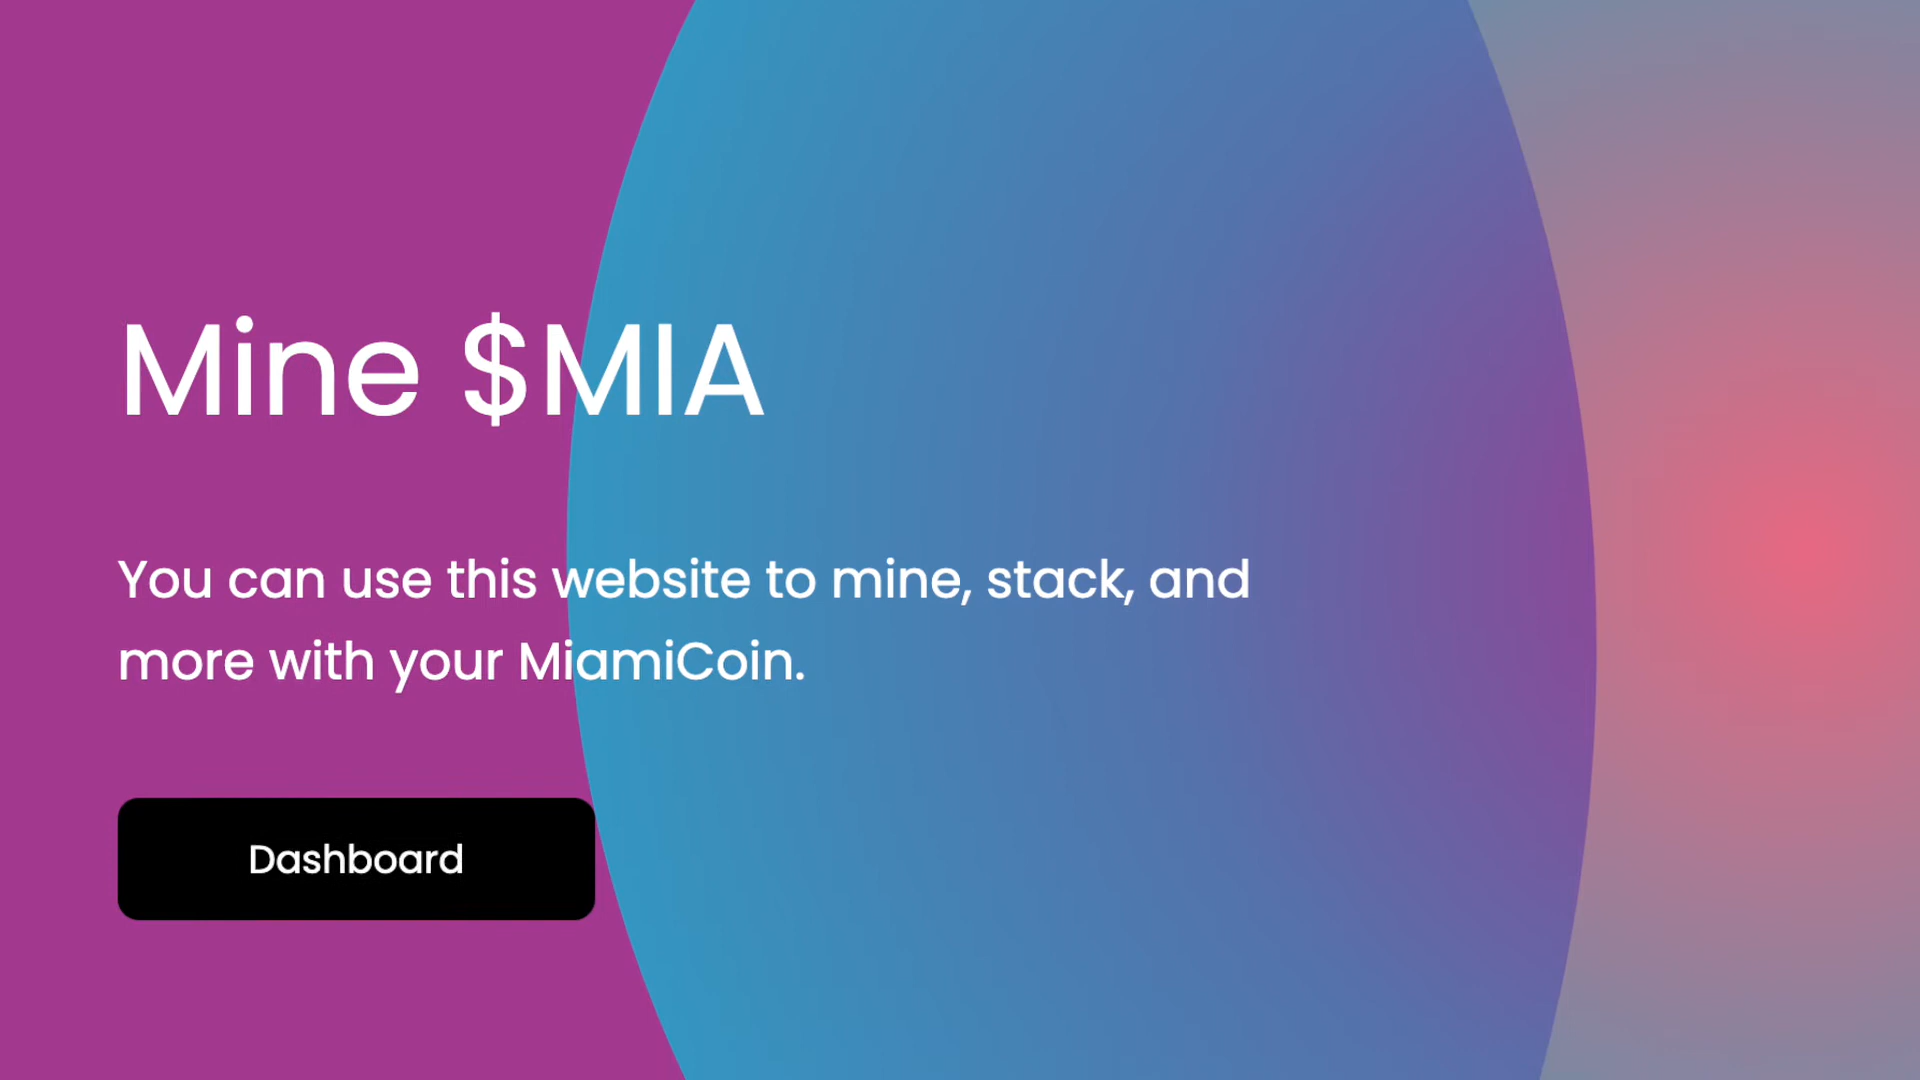 Mine $MIA
You can use this website to mine, stack, and
more with your MiamiCoin.
Dashboard